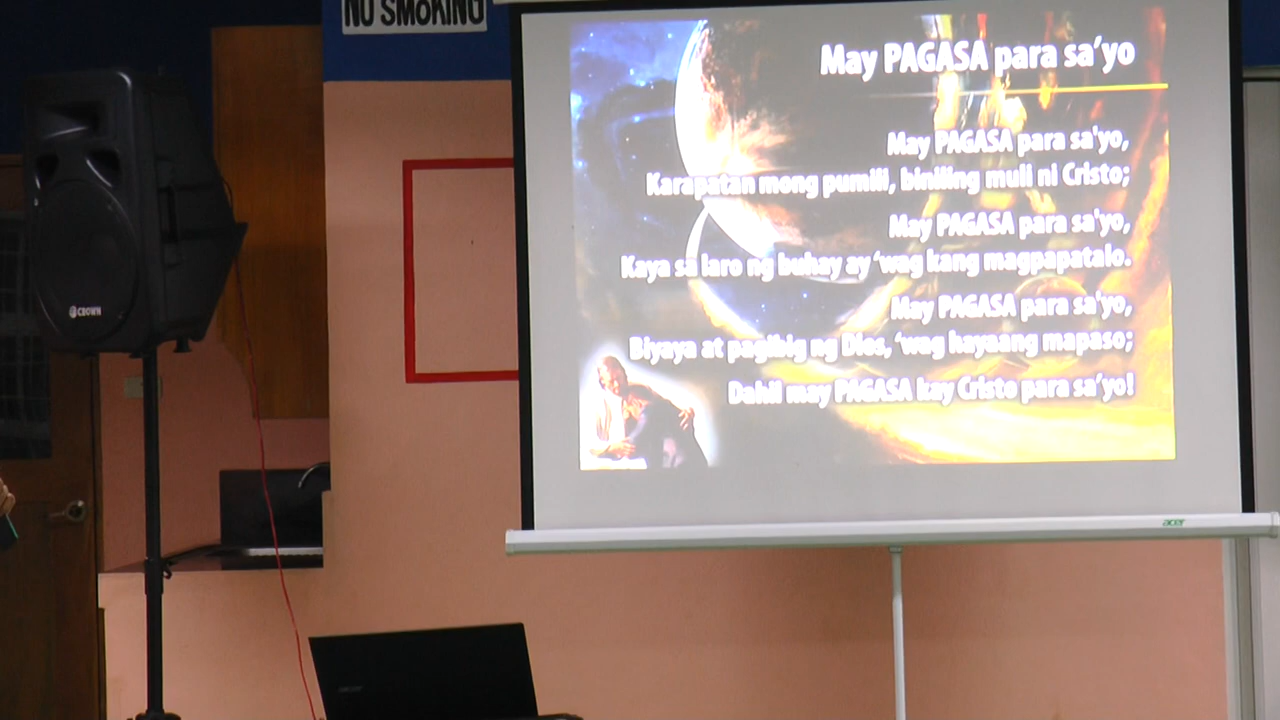 NO SMOKING
May PAGASA para sa'yo
May PAGASA para sa'yo,
Karapatan mong pumili, biniling muli ni Cristo;
May PAGASA para sa'yo,
Kaya sa laro ng buhay ay 'wag kang magpapatalo.
May PAGASA para sa'yo,
Biyaya at pagibig ng Dios, 'wag hayaang mapaso;
Dahil may PAGASA kay Cristo para sa'yo!
CROWN
acer